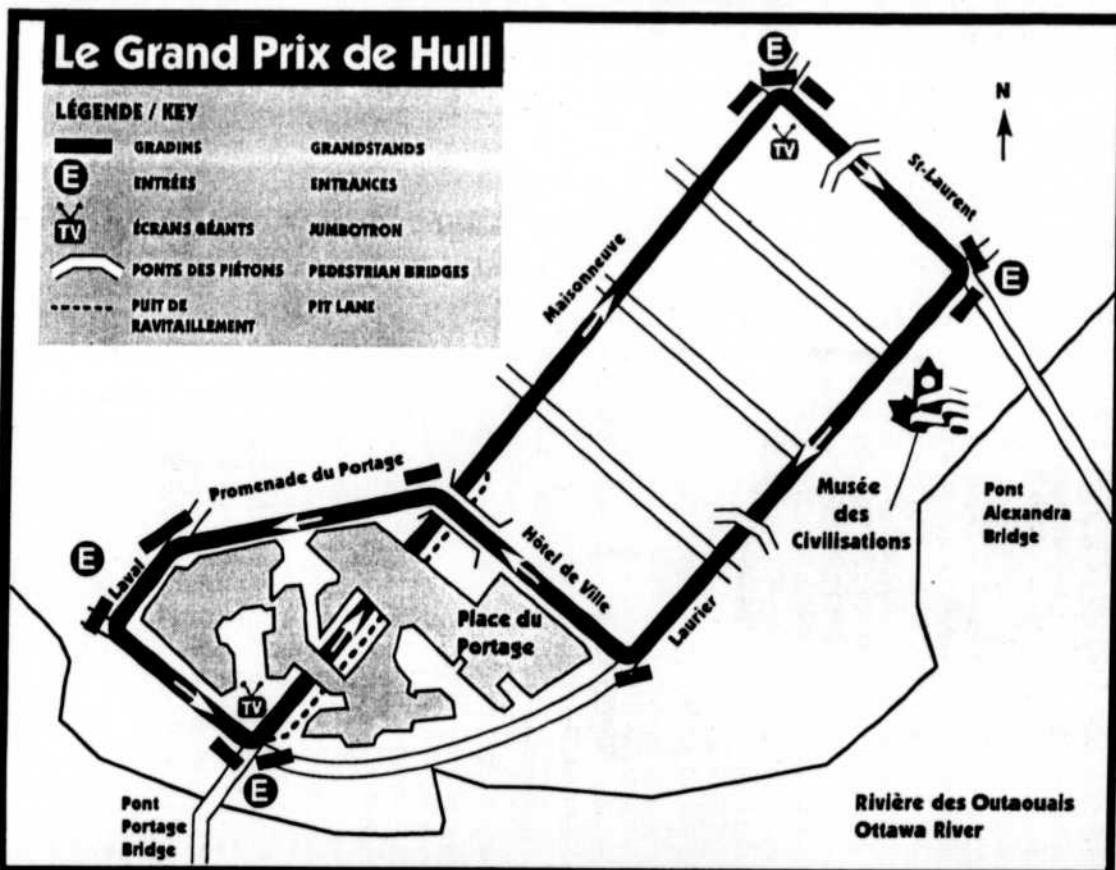 Le Grand Prix de Hull
LÉGENDE / KEY
GRADINS GRANDSTANDS
E ENTRÉES ENTRANCES
TV ÉCRANS GÉANTS JUMBOTRON
PONTS DES PIÉTONS PEDESTRIAN BRIDGES
PUIT DE PIT LANE
RAVITAILLEMENT
E
N
TV
St-Laurent
E
Maisonneuve
Promenade du Portage
Musée
des
Civilisations
Pont
Alexandra
Bridge
E
Laval
Hôtel de Ville
Laurier
Place du
Portage
TV
E
Pont
Portage
Bridge
Rivière des Outaouais
Ottawa River